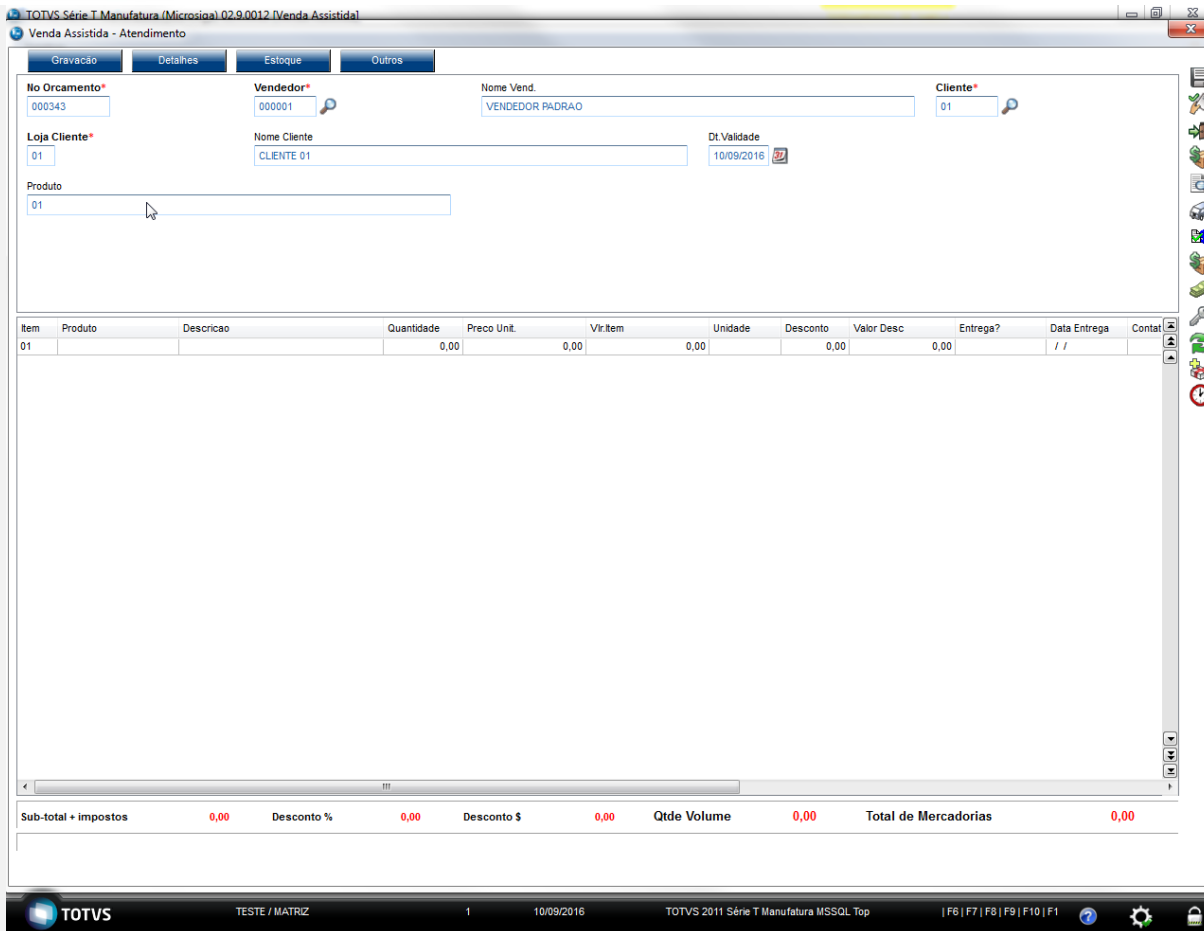 TOTVS Série T Manufatura (Microsiga) 02.9.0012 [Venda Assistida]
Venda Assistida - Atendimento
Gravacão Detalhes Estoque Outros
No Orcamento* Vendedor* Nome Vend. Cliente*
000343 000001 VENDEDOR PADRAO 01
Loja Cliente* Nome Cliente Dt.Validade
01 CLIENTE 01 10/09/2016 31
Produto
01
Item Produto Descricao Quantidade Preco Unit. Vlr.Item Unidade Desconto Valor Desc Entrega? Data Entrega Contat
01 0,00 0,00 0,00 0,00 0,00 / /
Sub-total + impostos 0,00 Desconto % 0,00 Desconto $ 0,00 Qtde Volume 0,00 Total de Mercadorias 0,00
TOTVS TESTE / MATRIZ 1 10/09/2016 TOTVS 2011 Série T Manufatura MSSQL Top | F6 | F7 | F8 | F9 | F10 | F1